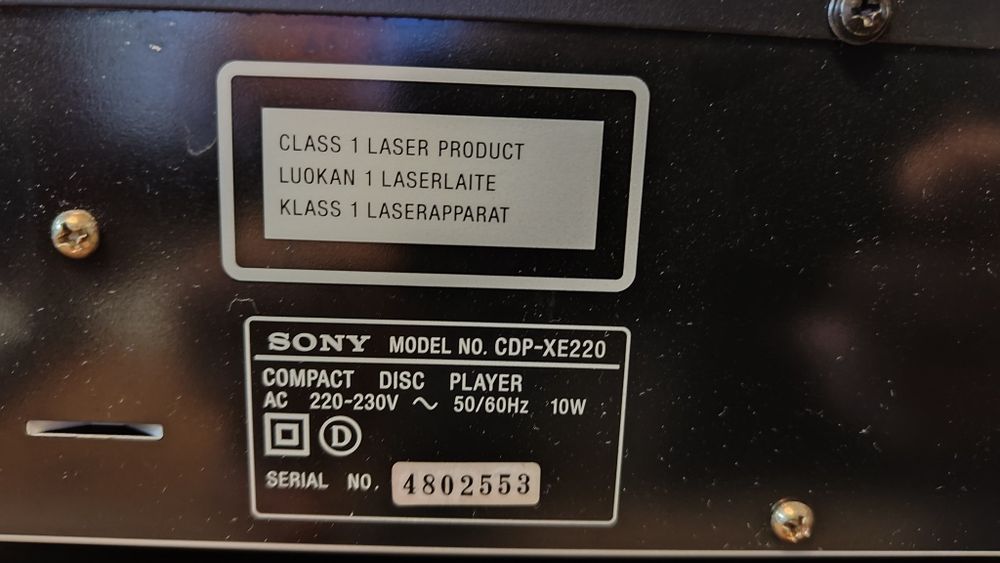 CLASS 1 LASER PRODUCT
LUOKAN 1 LASERLAITE
KLASS 1 LASERAPPARAT
SONY MODEL NO. CDP-XE220
COMPACT DISC PLAYER
AC 220-230V ~ 50/60Hz 10W
D
SERIAL NO. 4802553